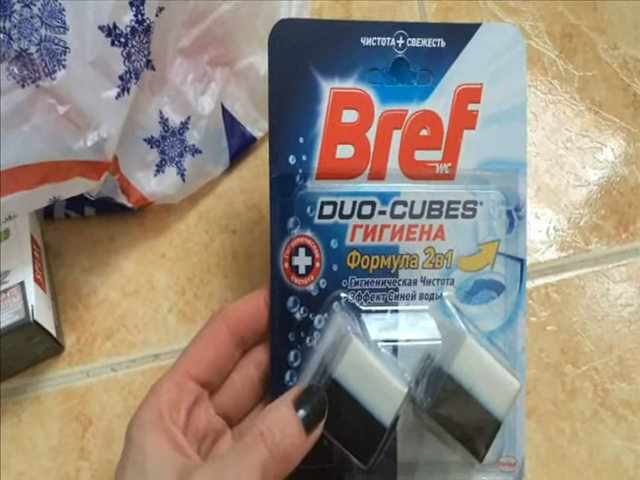 ЧИСТОТА + СВЕЖЕСТЬ
Bref
WC
DUO-CUBES
ГИГИЕНА
Формула 2в1
• Гигиеническая Чистота
• Эффект Синей воды